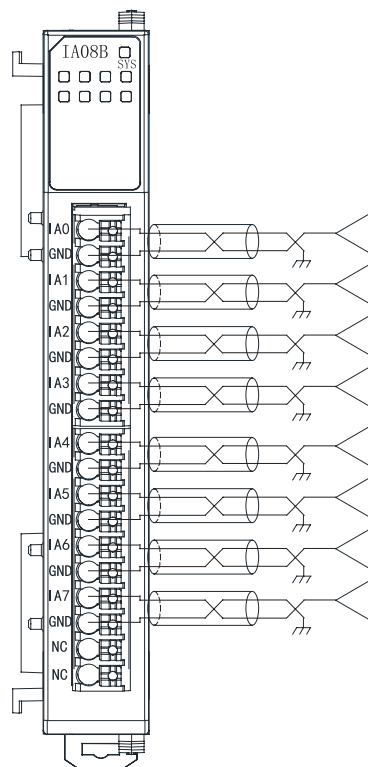 IA08B
SYS
IA0
GND
IA1
GND
IA2
GND
IA3
GND
IA4
GND
IA5
GND
IA6
GND
IA7
GND
NC
NC